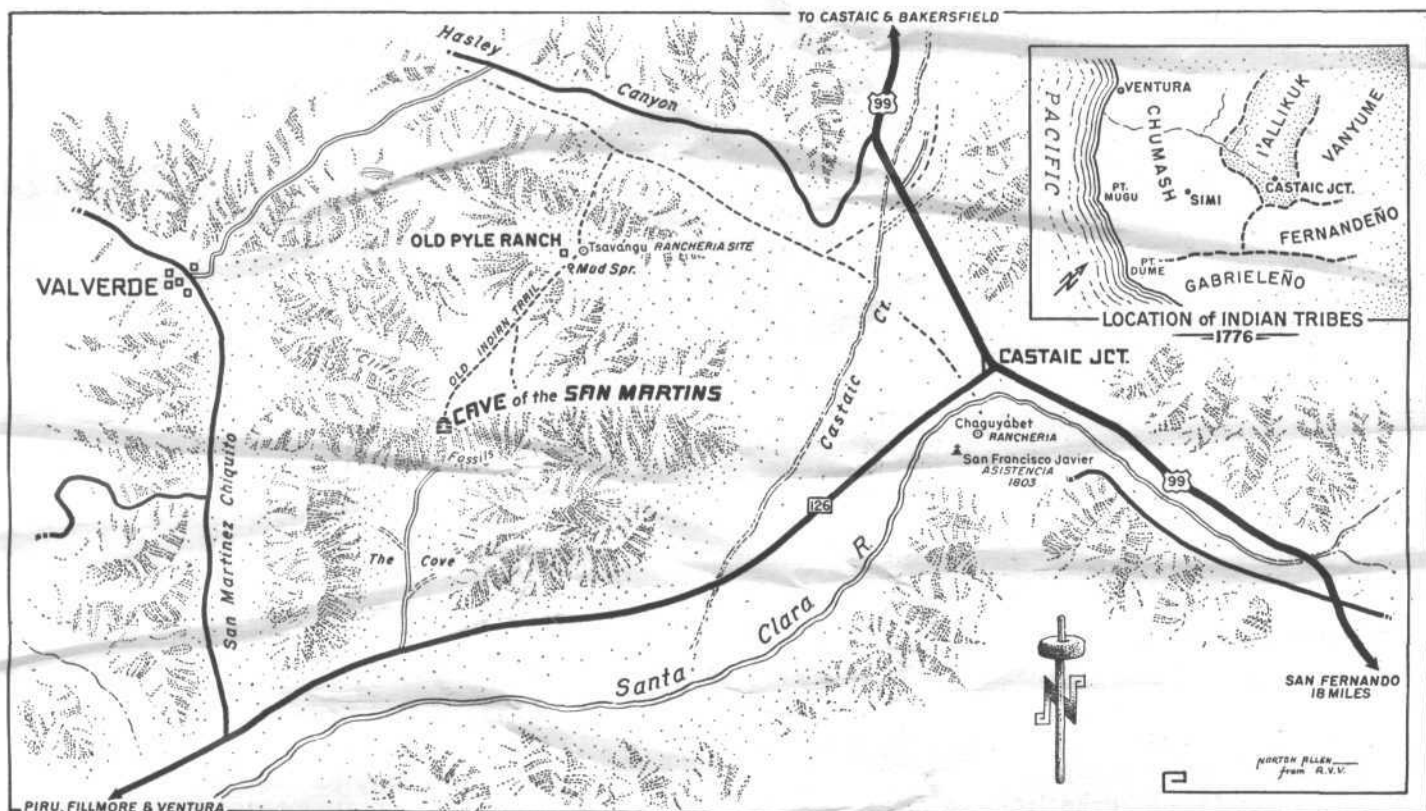 TO CASTAIC & BAKERSFIELD
Hasley
Canyon
99
PACIFIC
VENTURA
CHUMASH
I'ALLIKUK
VANYUME
PT.
MUGU
SIMI
CASTAIC JCT.
FERNANDEÑO
PT.
DUME
GABRIELEÑO
N
LOCATION of INDIAN TRIBES
1776
OLD PYLE RANCH
Tsavangu RANCHERIA SITE
Mud Spr.
VALVERDE
OLD INDIAN TRAIL
Cliffs
Castaic Cr.
CASTAIC JCT.
CAVE of the SAN MARTINS
Fossils
Chaguyábet
RANCHERIA
San Francisco Javier
ASISTENCIA
1803
99
126
San Martinez Chiquito
The Cove
Santa Clara R.
N
SAN FERNANDO
18 MILES
NORTON ALLEN
from R.V.V.
PIRU, FILLMORE & VENTURA